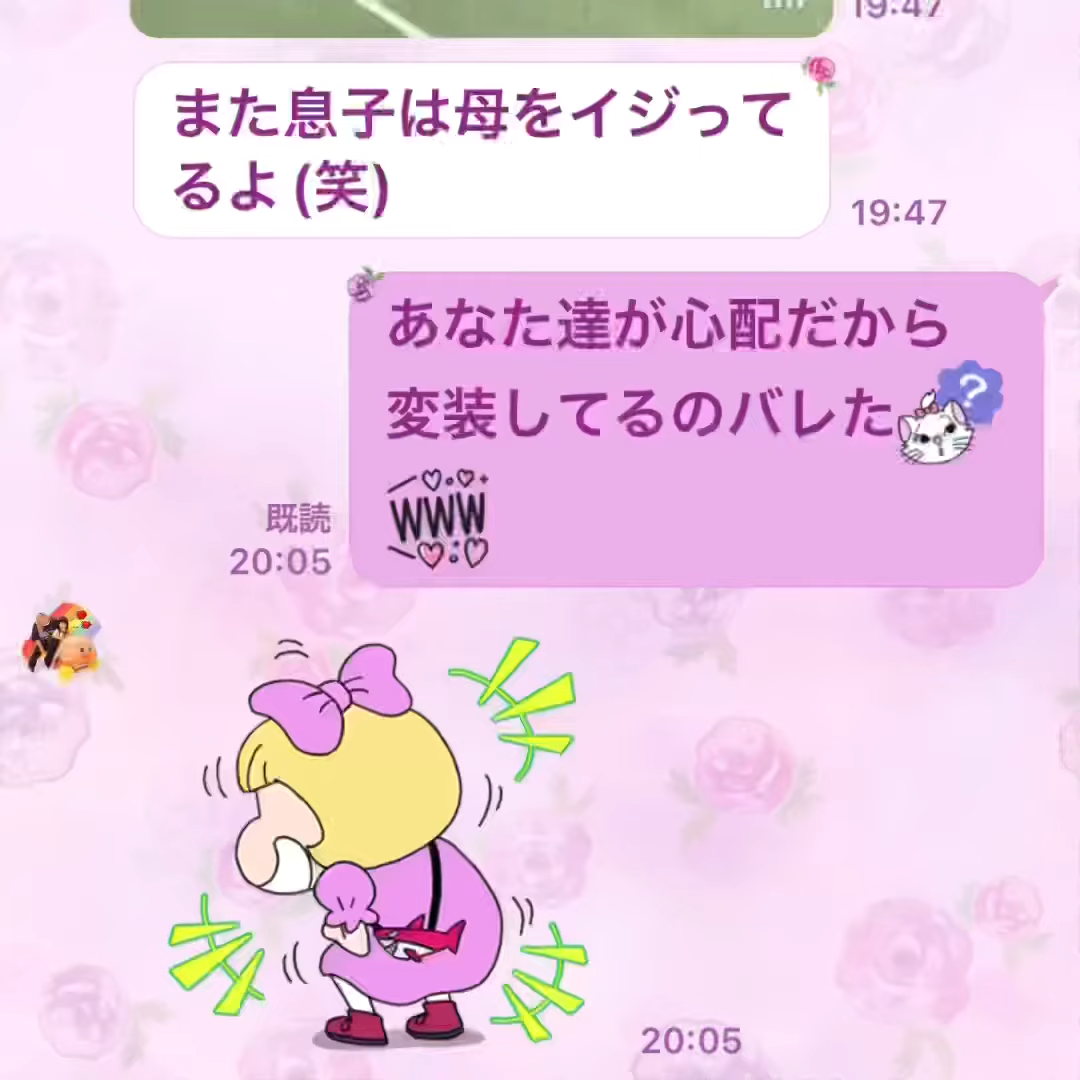 19:47
また息子は母をイジって
るよ(笑)
19:47
あなた達が心配だから
変装してるのバレた
?
WWW
既読
20:05
20:05